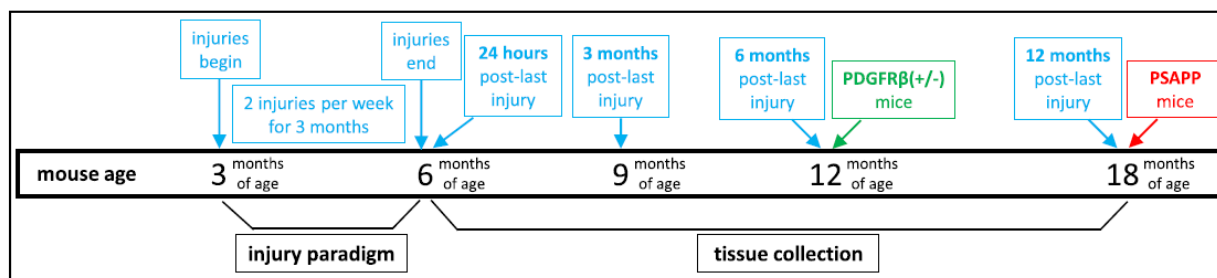 injuries
begin
2 injuries per week
for 3 months
injuries
end
24 hours
post-last
injury
3 months
post-last
injury
6 months
post-last
injury
PDGFRβ(+/-)
mice
12 months
post-last
injury
PSAPP
mice
mouse age
3 months of age
6 months of age
9 months of age
12 months of age
18 months of age
injury paradigm
tissue collection